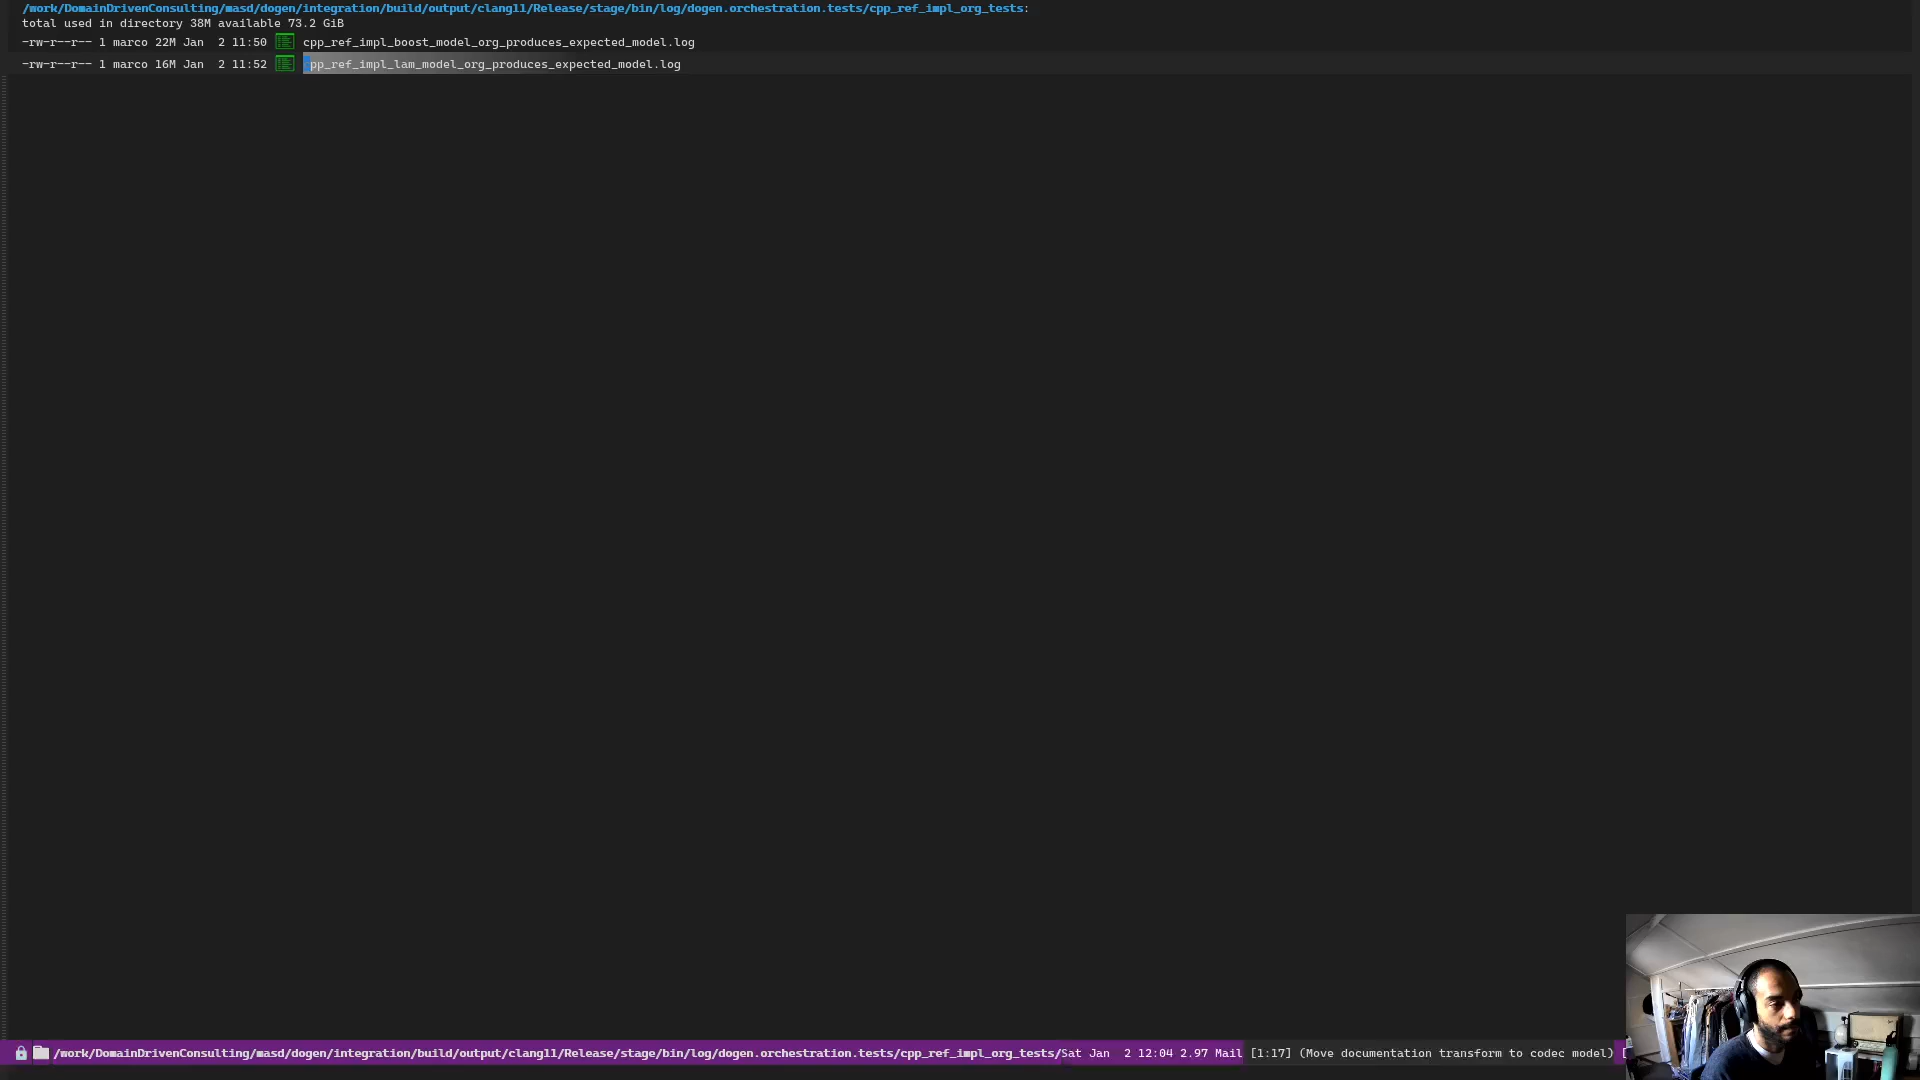 /work/DomainDrivenConsulting/masd/dogen/integration/build/output/clang11/Release/stage/bin/log/dogen.orchestration.tests/cpp_ref_impl_org_tests:
total used in directory 38M available 73.2 GiB
-rw-r--r-- 1 marco 22M Jan  2 11:50 cpp_ref_impl_boost_model_org_produces_expected_model.log
-rw-r--r-- 1 marco 16M Jan  2 11:52 cpp_ref_impl_lam_model_org_produces_expected_model.log
/work/DomainDrivenConsulting/masd/dogen/integration/build/output/clang11/Release/stage/bin/log/dogen.orchestration.tests/cpp_ref_impl_org_tests/Sat Jan  2 12:04 2.97 Mail [1:17] (Move documentation transform to codec model) [